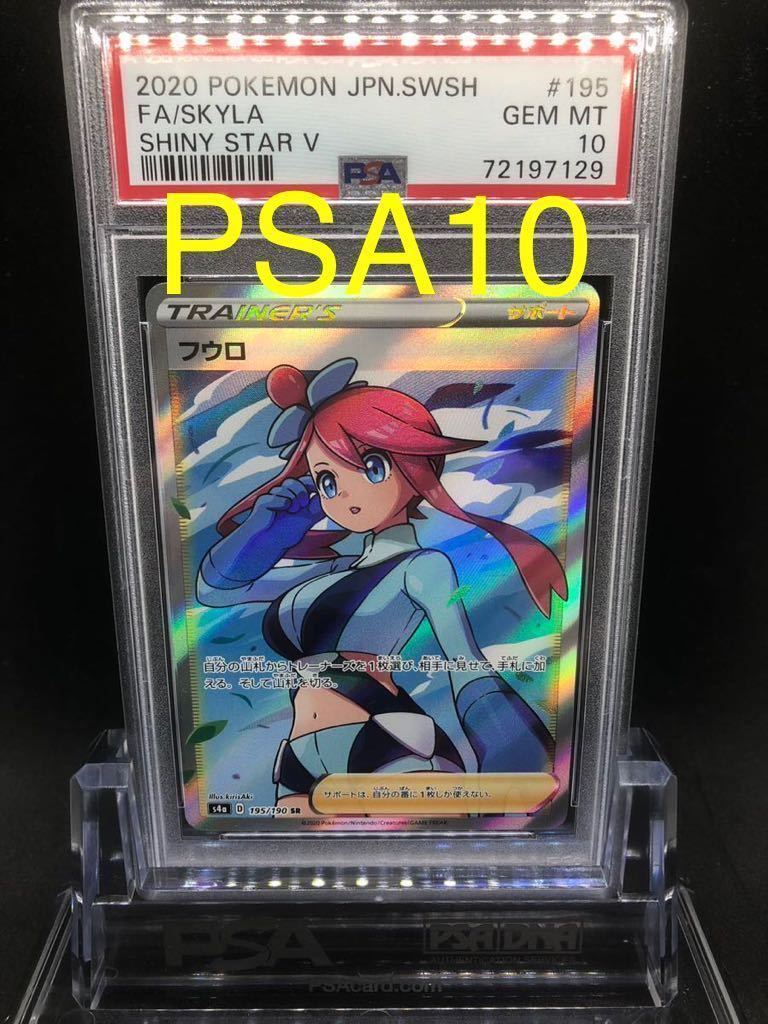 2020 POKEMON JPN.SWSH #195
FA/SKYLA GEM MT
SHINY STAR V 10
PSA 72197129
PSA10
TRAINER'S サポート
フウロ
自分の山札からトレーナーズを1枚選び、相手に見せて、手札に加
える。そして山札を切る。
サポートは、自分の番に1枚しか使えない。
Illus. kirisAki
s4a D 195/190 SR
©2020 Pokémon/Nintendo/Creatures/GAME FREAK
PSA PSA/DNA
AUTHENTICATION SERVICES
PSAcard.com